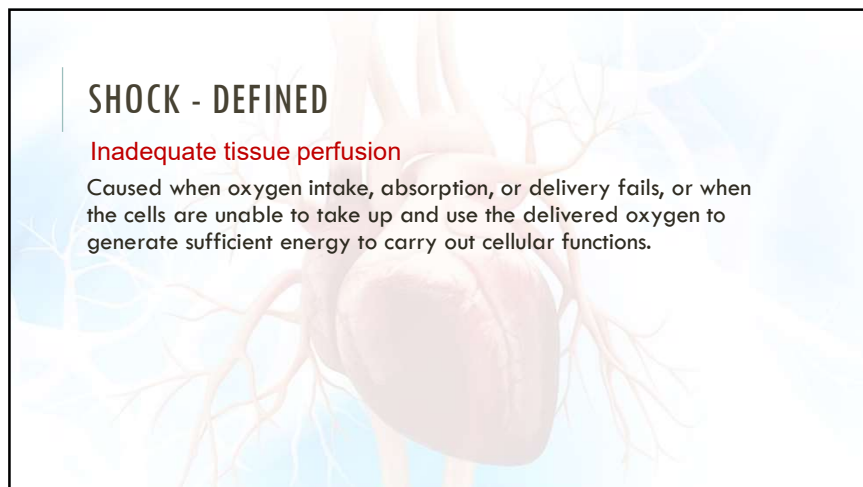 SHOCK - DEFINED
Inadequate tissue perfusion
Caused when oxygen intake, absorption, or delivery fails, or when
the cells are unable to take up and use the delivered oxygen to
generate sufficient energy to carry out cellular functions.